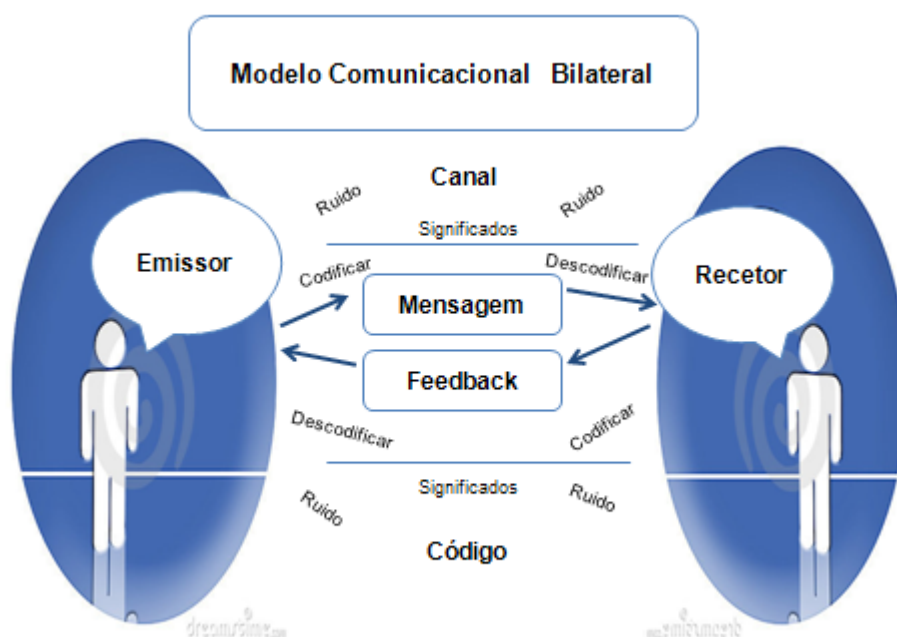 Modelo Comunicacional Bilateral
Canal
Ruido
Ruido
Significados
Emissor
Codificar
Descodificar
Recetor
Mensagem
Feedback
Descodificar
Codificar
Significados
Ruido
Ruido
Código
dreamstime